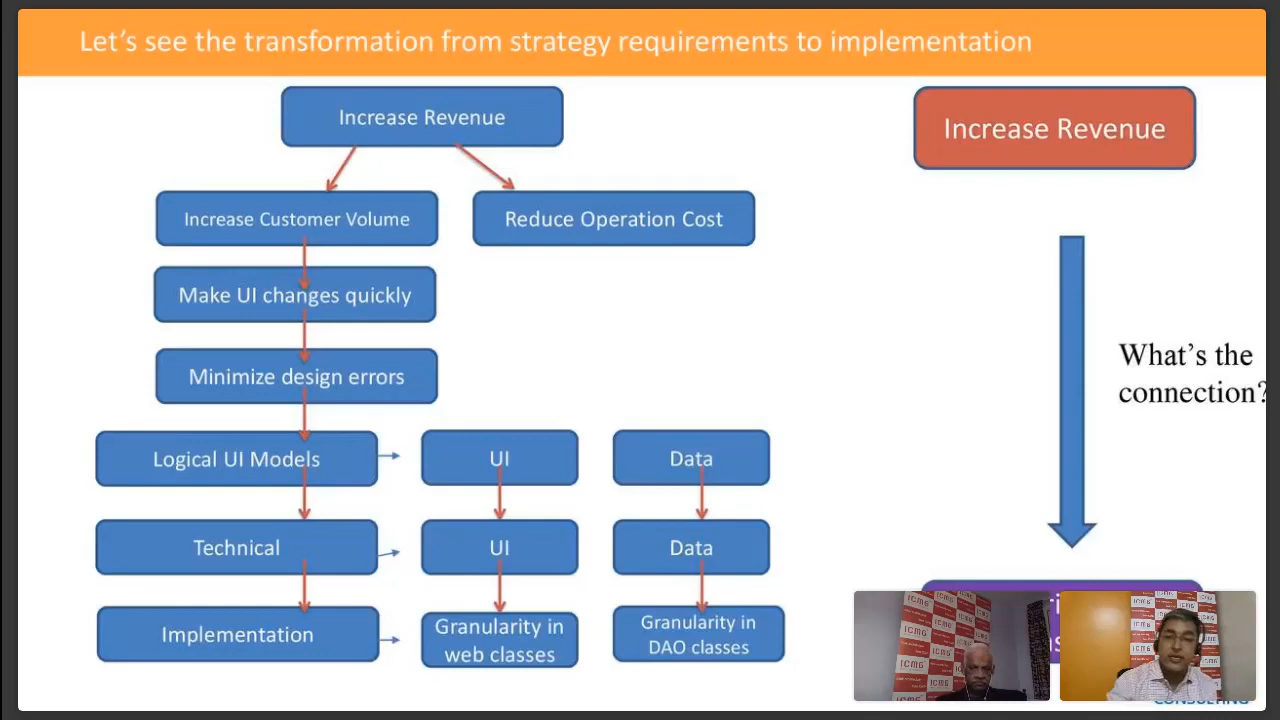 Let's see the transformation from strategy requirements to implementation
Increase Revenue
Increase Revenue
Increase Customer Volume
Reduce Operation Cost
Make UI changes quickly
What's the
connection?
Minimize design errors
Logical UI Models
UI
Data
Technical
UI
Data
Implementation
Granularity in
web classes
Granularity in
DAO classes
ICMG
ICMG
ICMG
ICMG
CONSULTING